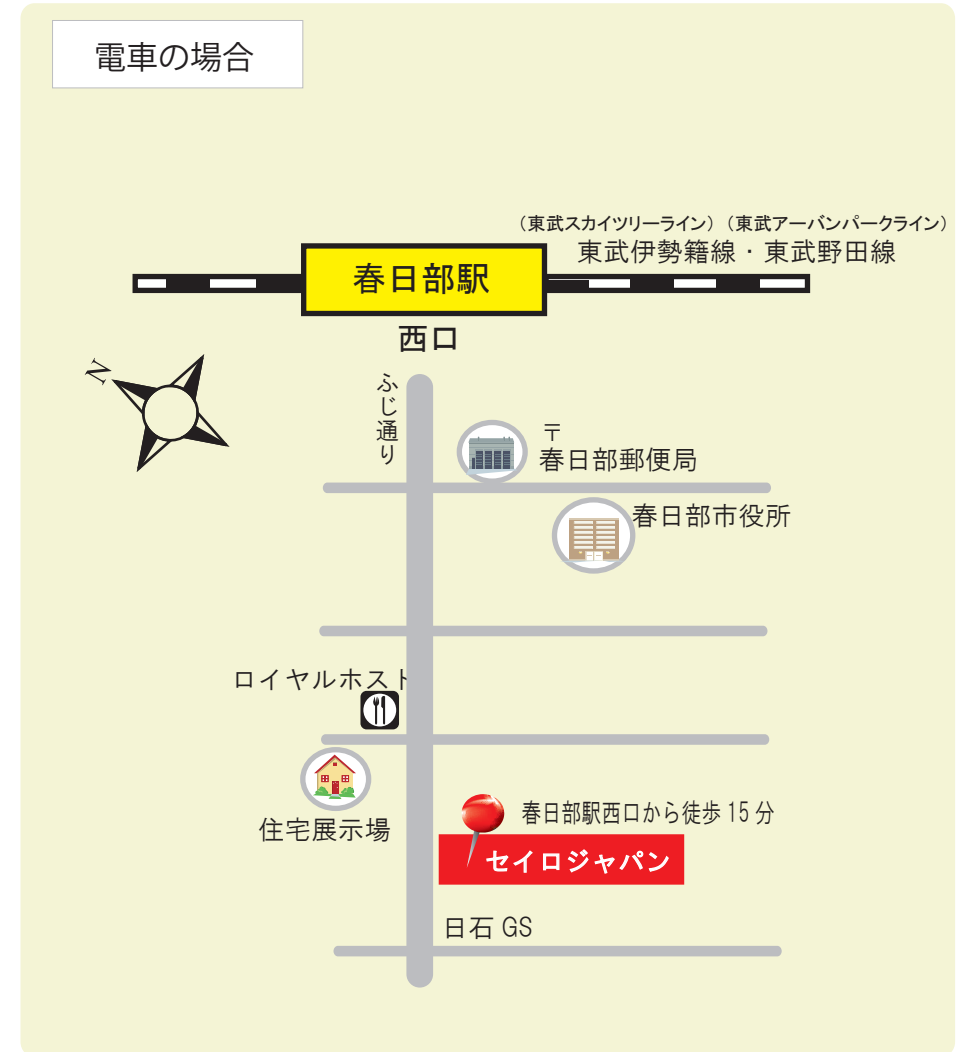 電車の場合
（東武スカイツリーライン）（東武アーバンパークライン）
東武伊勢籍線・東武野田線
春日部駅
西口
N
ふじ通り
〒
春日部郵便局
春日部市役所
ロイヤルホスト
住宅展示場
春日部駅西口から徒歩 15 分
セイロジャパン
日石 GS